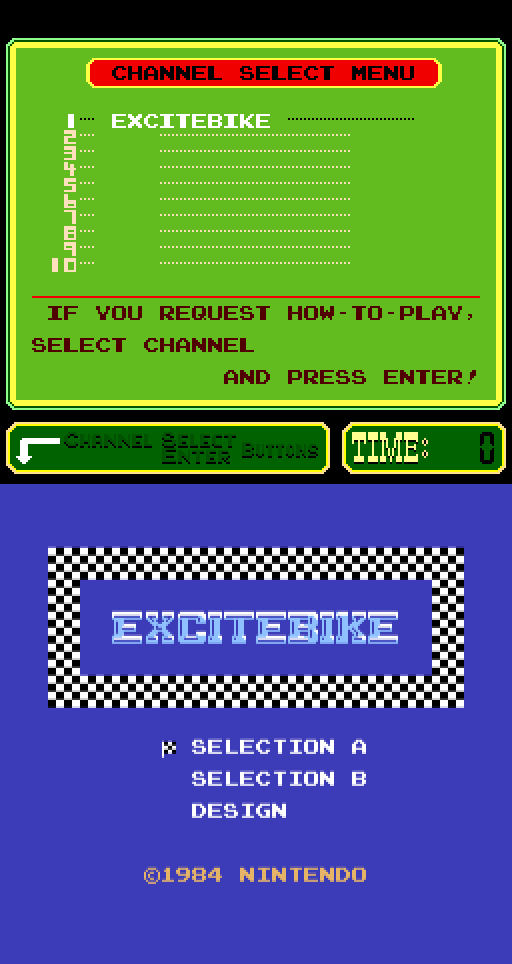 CHANNEL SELECT MENU
1 EXCITEBIKE
2
3
4
5
6
7
8
9
10
IF YOU REQUEST HOW-TO-PLAY,
SELECT CHANNEL
AND PRESS ENTER!
CHANNEL SELECT
ENTER BUTTONS
TIME: 0
EXCITEBIKE
SELECTION A
SELECTION B
DESIGN
©1984 NINTENDO